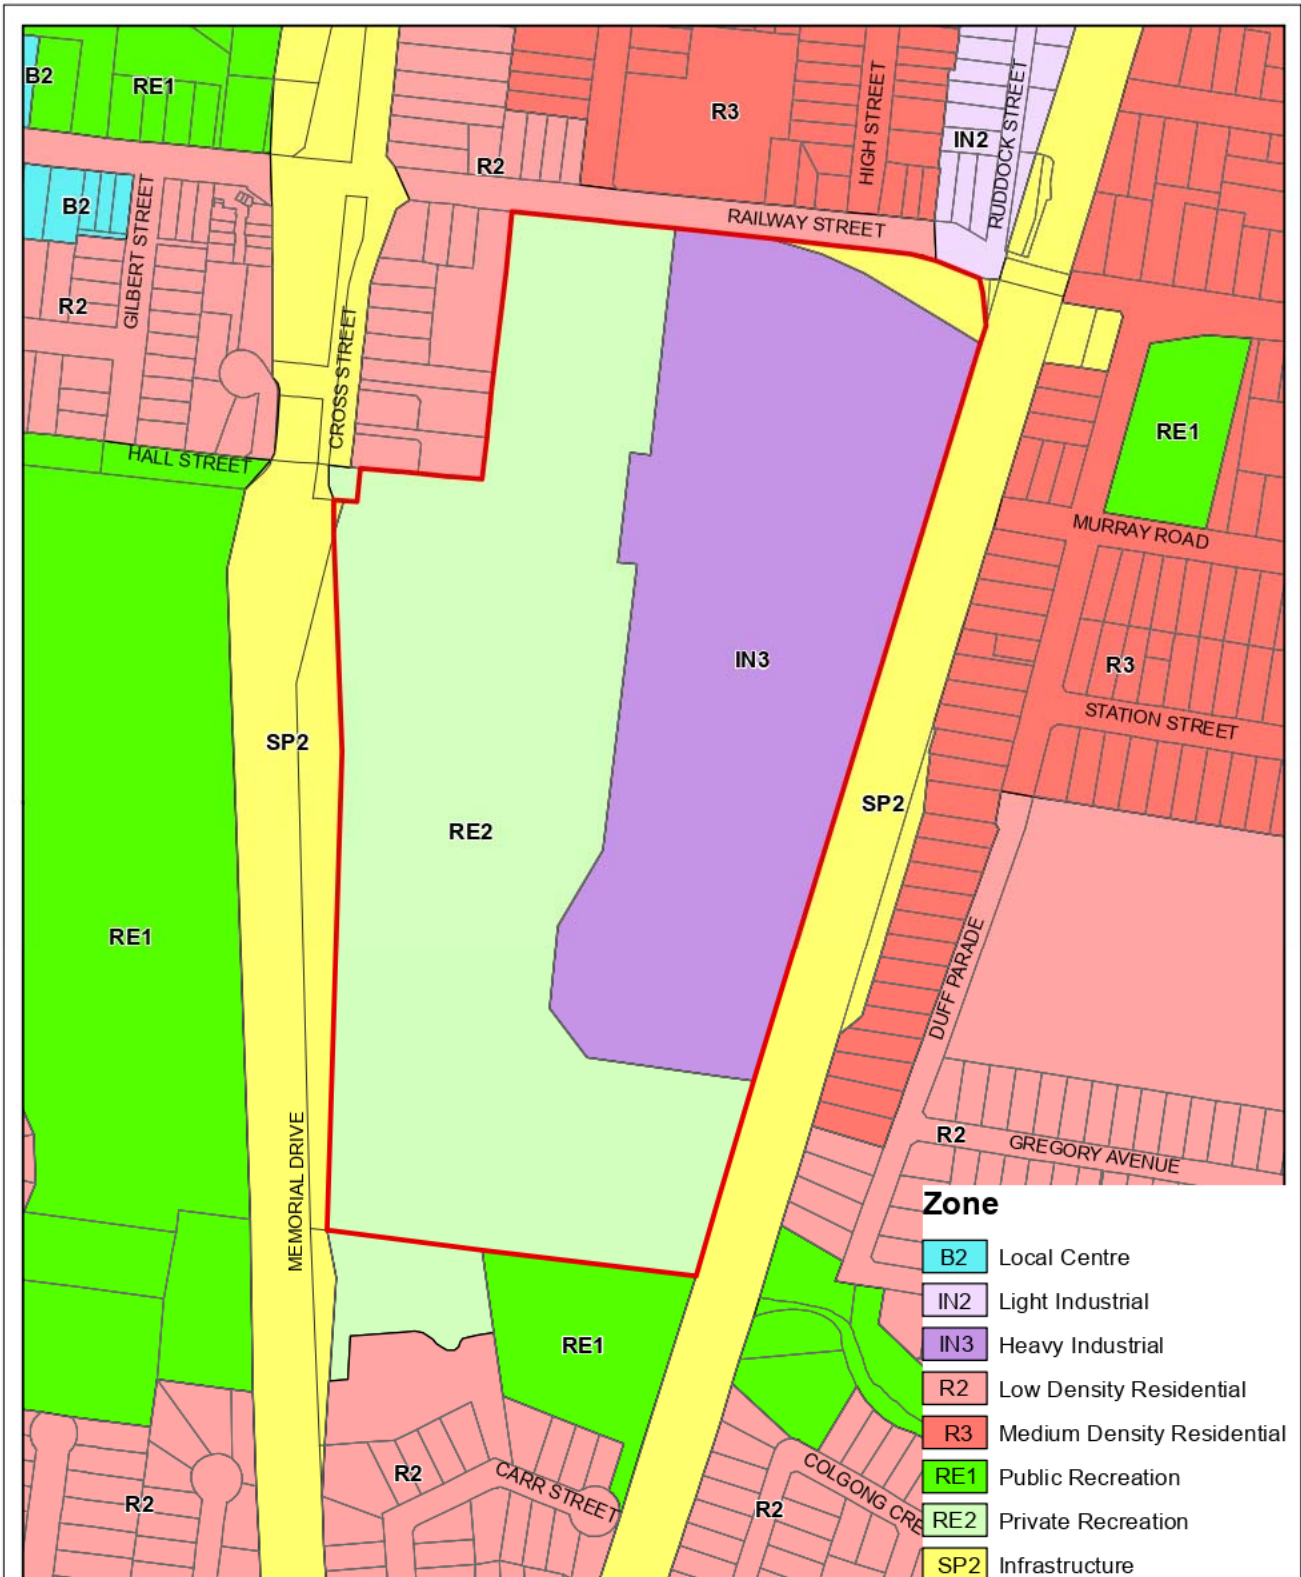 B2
RE1
R3
HIGH STREET
IN2
RUDDOCK STREET
R2
B2
GILBERT STREET
RAILWAY STREET
R2
CROSS STREET
RE1
HALL STREET
MURRAY ROAD
IN3
R3
STATION STREET
SP2
SP2
RE2
RE1
DUFF PARADE
MEMORIAL DRIVE
R2
GREGORY AVENUE
RE1
R2
CARR STREET
R2
R2
COLGONG CRE
Zone
B2 Local Centre
IN2 Light Industrial
IN3 Heavy Industrial
R2 Low Density Residential
R3 Medium Density Residential
RE1 Public Recreation
RE2 Private Recreation
SP2 Infrastructure